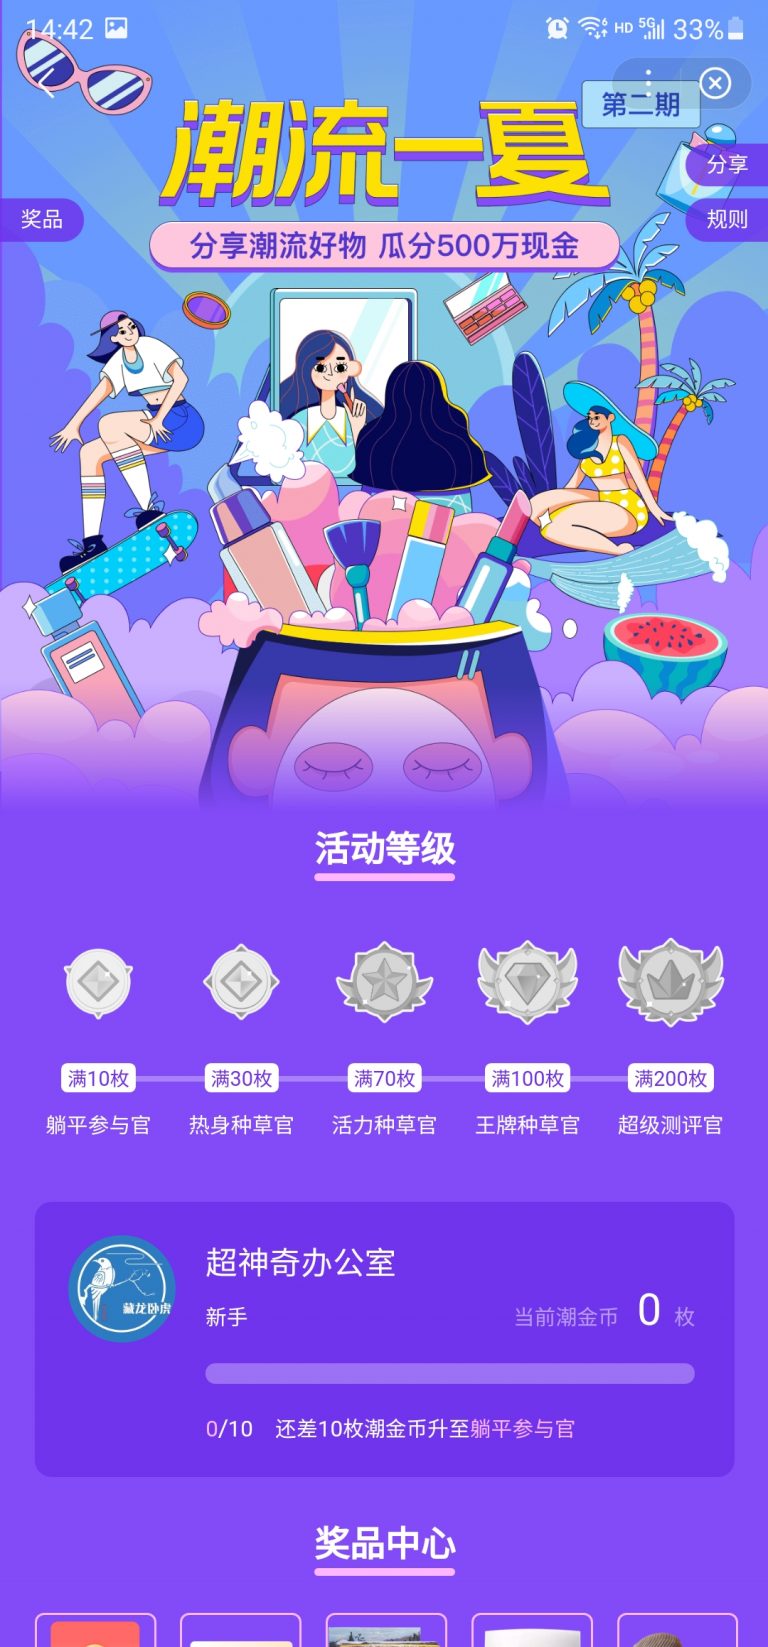 14:42
HD 5G 33%
第二期
潮流一夏
分享
奖品
规则
分享潮流好物 瓜分500万现金
活动等级
满10枚 满30枚 满70枚 满100枚 满200枚
躺平参与官 热身种草官 活力种草官 王牌种草官 超级测评官
藏龙卧虎
超神奇办公室
新手 当前潮金币 0 枚
0/10 还差10枚潮金币升至躺平参与官
奖品中心